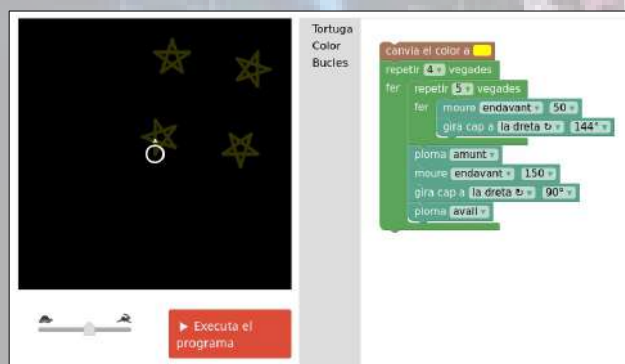 Tortuga
Color
Bucles
canvia el color a
repetir 4 vegades
fer repetir 5 vegades
fer moure endavant 50
gira cap a la dreta ↻ 144°
ploma amunt
moure endavant 150
gira cap a la dreta ↻ 90°
ploma avall
Executa el
programa